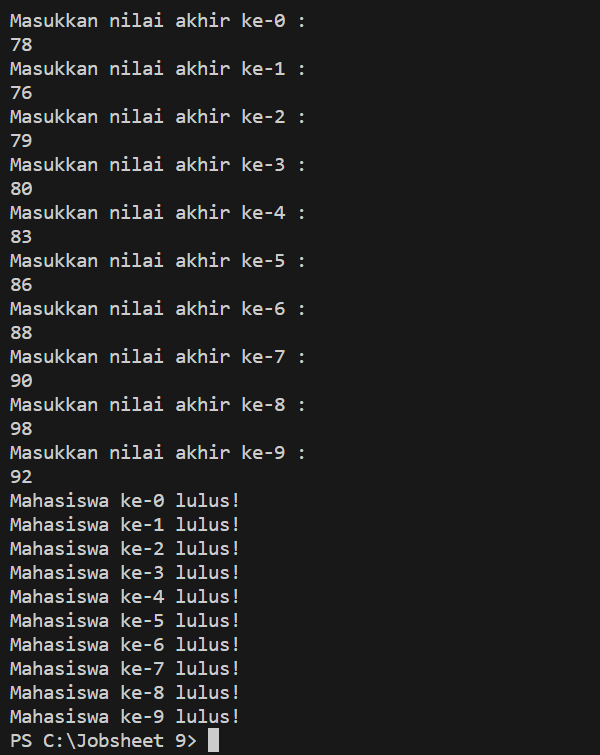 Masukkan nilai akhir ke-0 :
78
Masukkan nilai akhir ke-1 :
76
Masukkan nilai akhir ke-2 :
79
Masukkan nilai akhir ke-3 :
80
Masukkan nilai akhir ke-4 :
83
Masukkan nilai akhir ke-5 :
86
Masukkan nilai akhir ke-6 :
88
Masukkan nilai akhir ke-7 :
90
Masukkan nilai akhir ke-8 :
98
Masukkan nilai akhir ke-9 :
92
Mahasiswa ke-0 lulus!
Mahasiswa ke-1 lulus!
Mahasiswa ke-2 lulus!
Mahasiswa ke-3 lulus!
Mahasiswa ke-4 lulus!
Mahasiswa ke-5 lulus!
Mahasiswa ke-6 lulus!
Mahasiswa ke-7 lulus!
Mahasiswa ke-8 lulus!
Mahasiswa ke-9 lulus!
PS C:\Jobsheet 9>